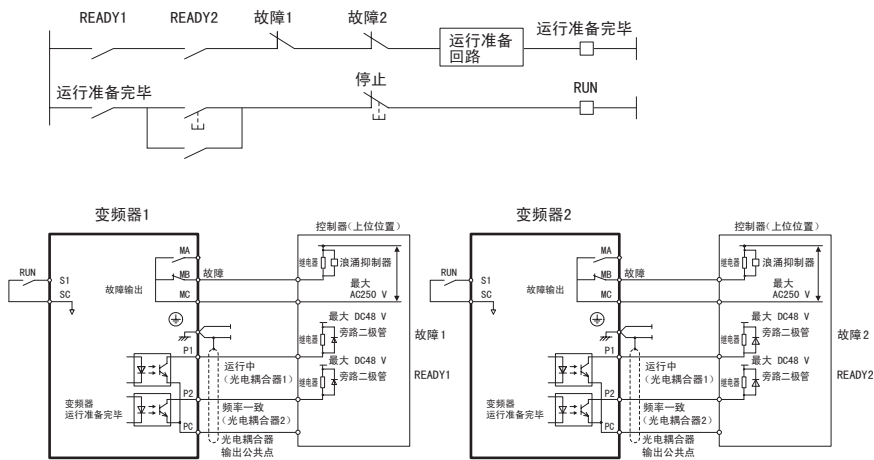 READY1
READY2
故障1
故障2
运行准备
回路
运行准备完毕
运行准备完毕
停止
RUN
变频器1
控制器(上位位置)
MA
继电器
浪涌抑制器
RUN
S1
MB
故障
SC
故障输出
MC
最大
AC250 V
最大 DC48 V
旁路二极管
继电器
故障1
P1
运行中
(光电耦合器1)
最大 DC48 V
旁路二极管
继电器
READY1
P2
变频器
运行准备完毕
频率一致
(光电耦合器2)
PC
光电耦合器
输出公共点
变频器2
控制器(上位位置)
MA
继电器
浪涌抑制器
RUN
S1
MB
故障
SC
故障输出
MC
最大
AC250 V
最大 DC48 V
旁路二极管
继电器
故障2
P1
运行中
(光电耦合器1)
最大 DC48 V
旁路二极管
继电器
READY2
P2
变频器
运行准备完毕
频率一致
(光电耦合器2)
PC
光电耦合器
输出公共点